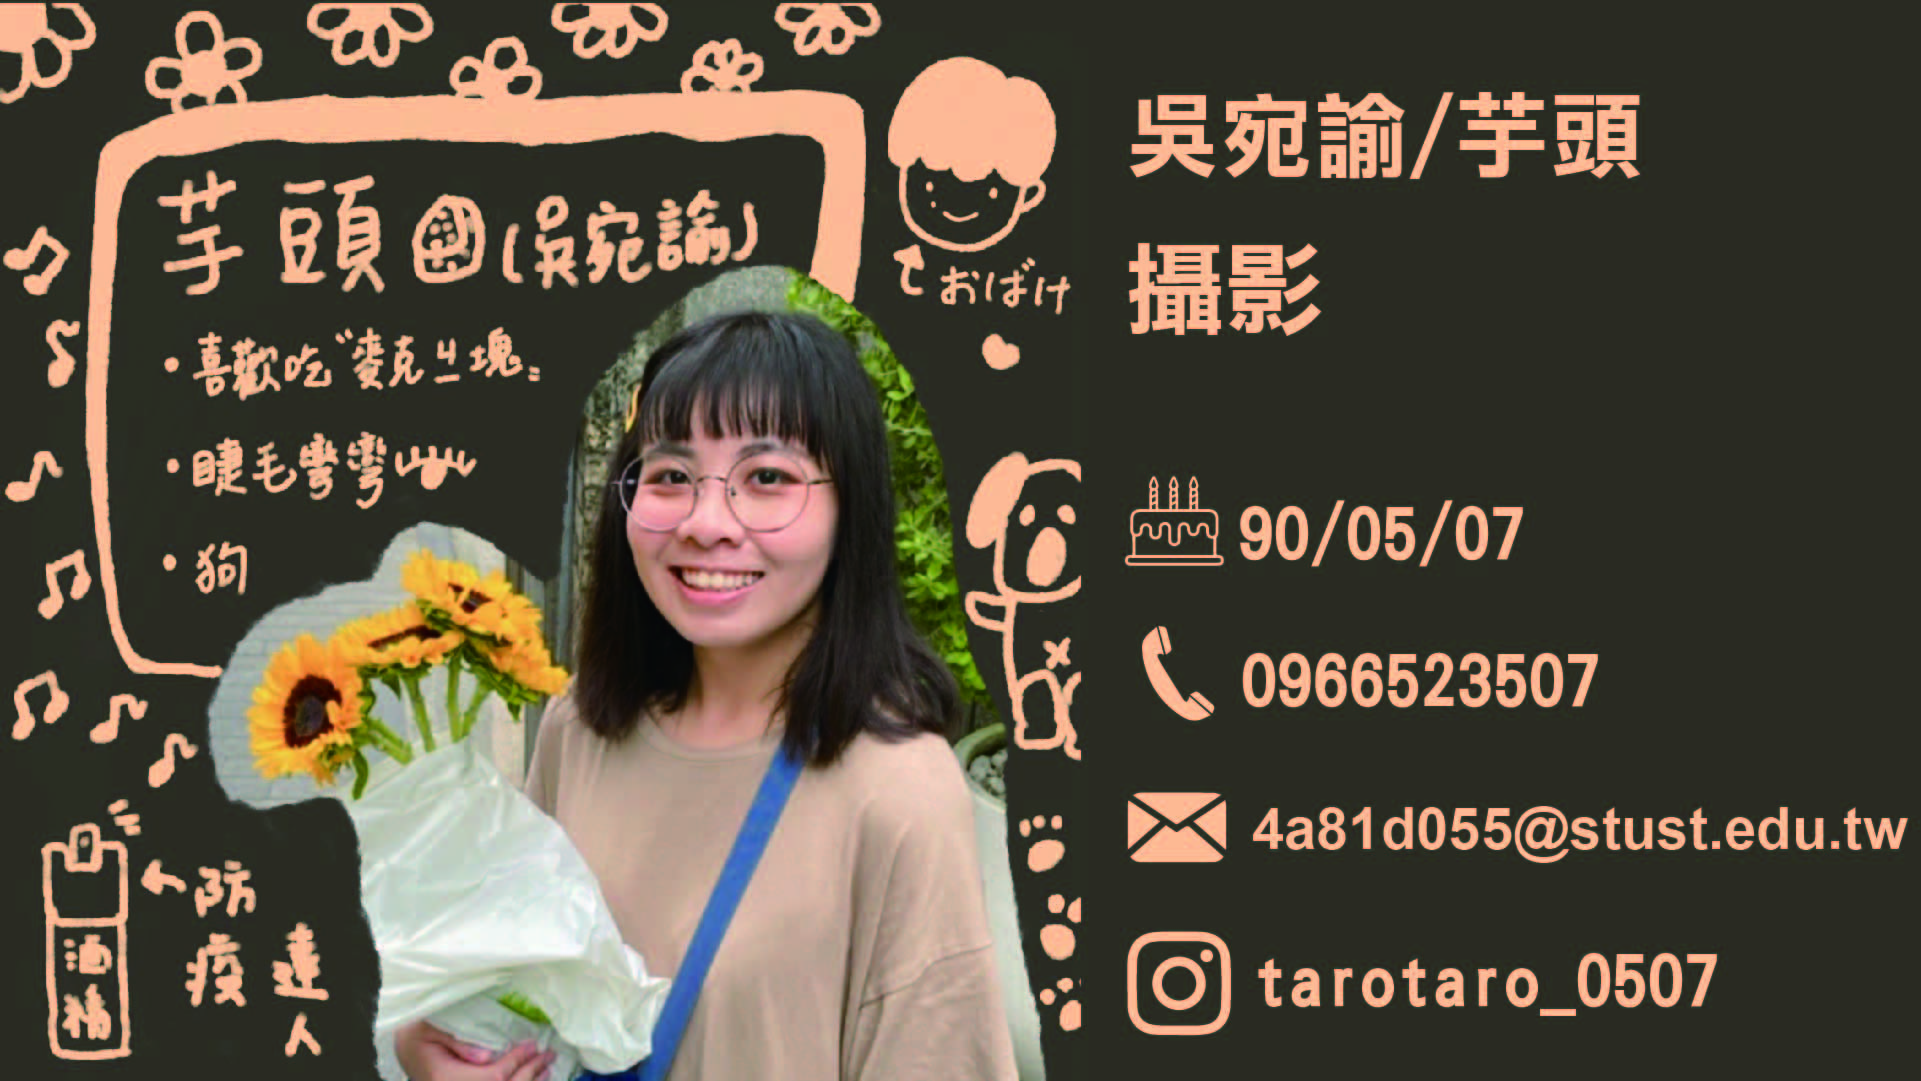 芋頭(吳宛諭)
・喜歡吃"麥克ㄐ塊"
・睫毛彎彎
・狗
おばけ
防疫達人
酒精
吳宛諭/芋頭
攝影
90/05/07
0966523507
4a81d055@stust.edu.tw
tarotaro_0507